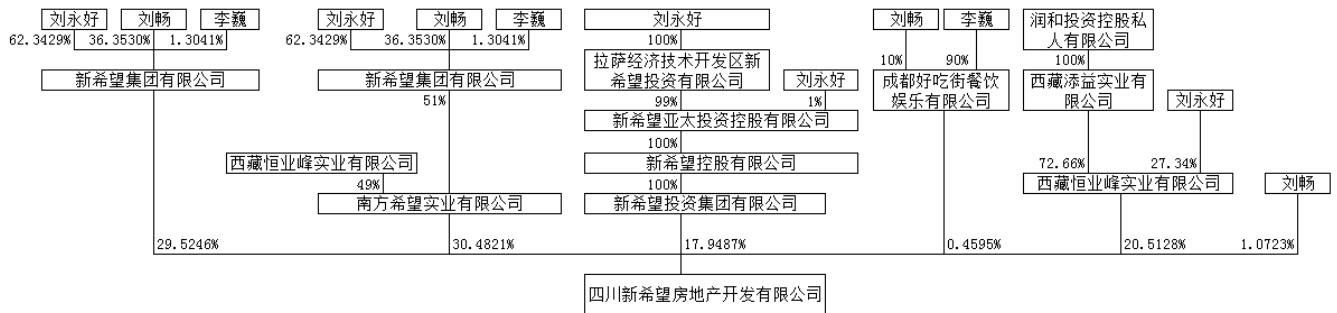 刘永好 刘畅 李巍 刘永好 刘畅 李巍 刘永好 刘畅 李巍 润和投资控股私
人有限公司
62.3429% 36.3530% 1.3041% 62.3429% 36.3530% 1.3041% 100% 10% 90% 100%
新希望集团有限公司 新希望集团有限公司 拉萨经济技术开发区新
希望投资有限公司 刘永好 成都好吃街餐饮
娱乐有限公司 西藏添益实业有
限公司 刘永好
51% 99% 1%
新希望亚太投资控股有限公司
100%
西藏恒业峰实业有限公司 新希望控股有限公司 72.66% 27.34%
49% 100% 西藏恒业峰实业有限公司 刘畅
南方希望实业有限公司 新希望投资集团有限公司
29.5246% 30.4821% 17.9487% 0.4595% 20.5128% 1.0723%
四川新希望房地产开发有限公司